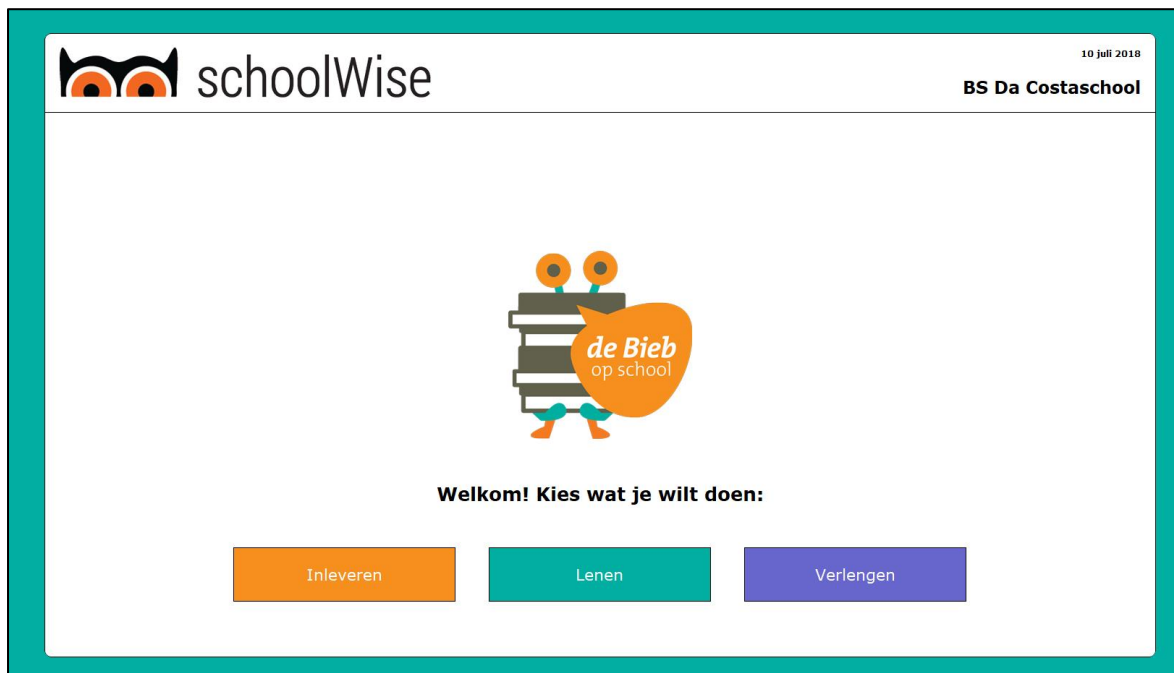 schoolWise
10 juli 2018
BS Da Costaschool
de Bieb
op school
Welkom! Kies wat je wilt doen:
Inleveren
Lenen
Verlengen